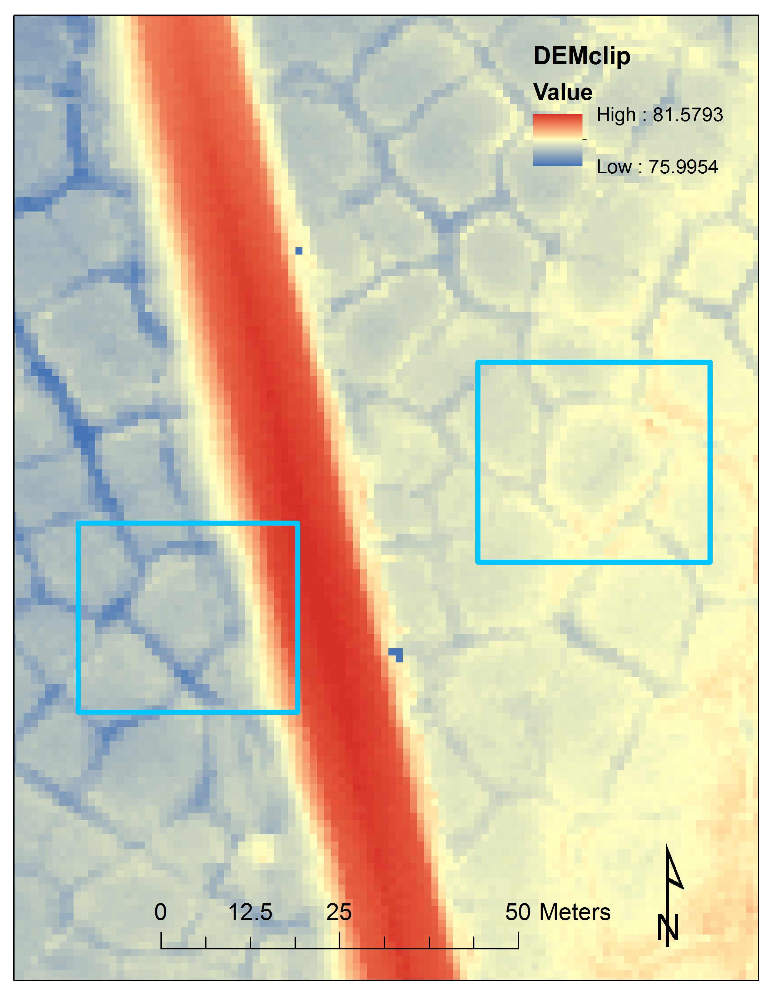 DEMclip
Value
High : 81.5793
Low : 75.9954
0 12.5 25 50 Meters
N